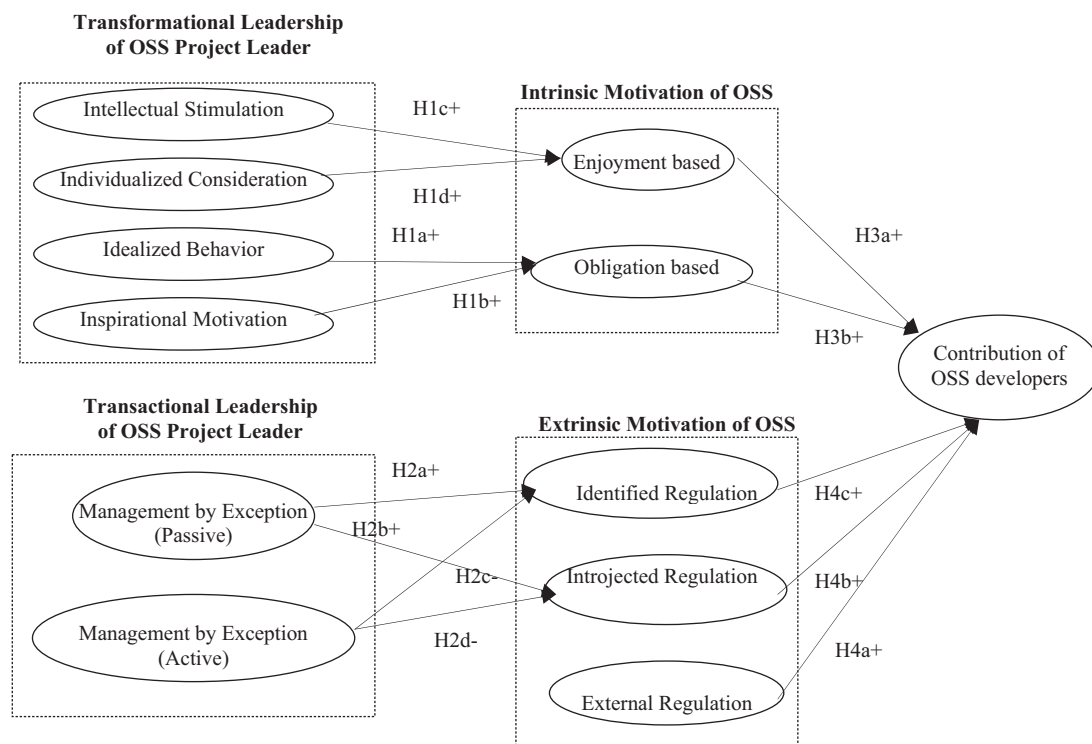 Transformational Leadership
of OSS Project Leader
Intellectual Stimulation
Individualized Consideration
Idealized Behavior
Inspirational Motivation
H1c+
H1d+
H1a+
H1b+
Intrinsic Motivation of OSS
Enjoyment based
Obligation based
H3a+
H3b+
Contribution of
OSS developers
Transactional Leadership
of OSS Project Leader
Management by Exception
(Passive)
Management by Exception
(Active)
H2a+
H2b+
H2c-
H2d-
Extrinsic Motivation of OSS
Identified Regulation
Introjected Regulation
External Regulation
H4c+
H4b+
H4a+